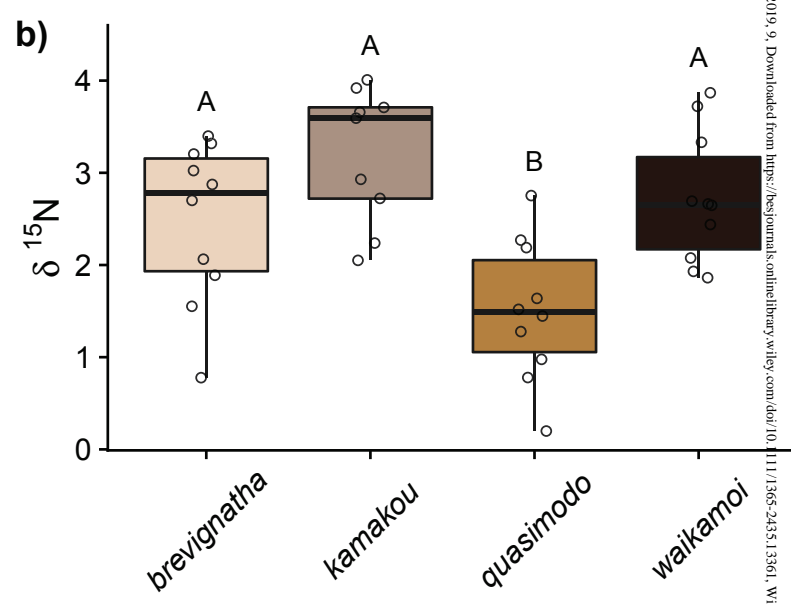 b)
A
A
B
A
4
3
2
1
0
δ ¹⁵N
brevignatha
kamakou
quasimodo
waikamoi
2019, 9, Downloaded from https://besjournals.onlinelibrary.wiley.com/doi/10.1111/1365-2435.13361, Wi